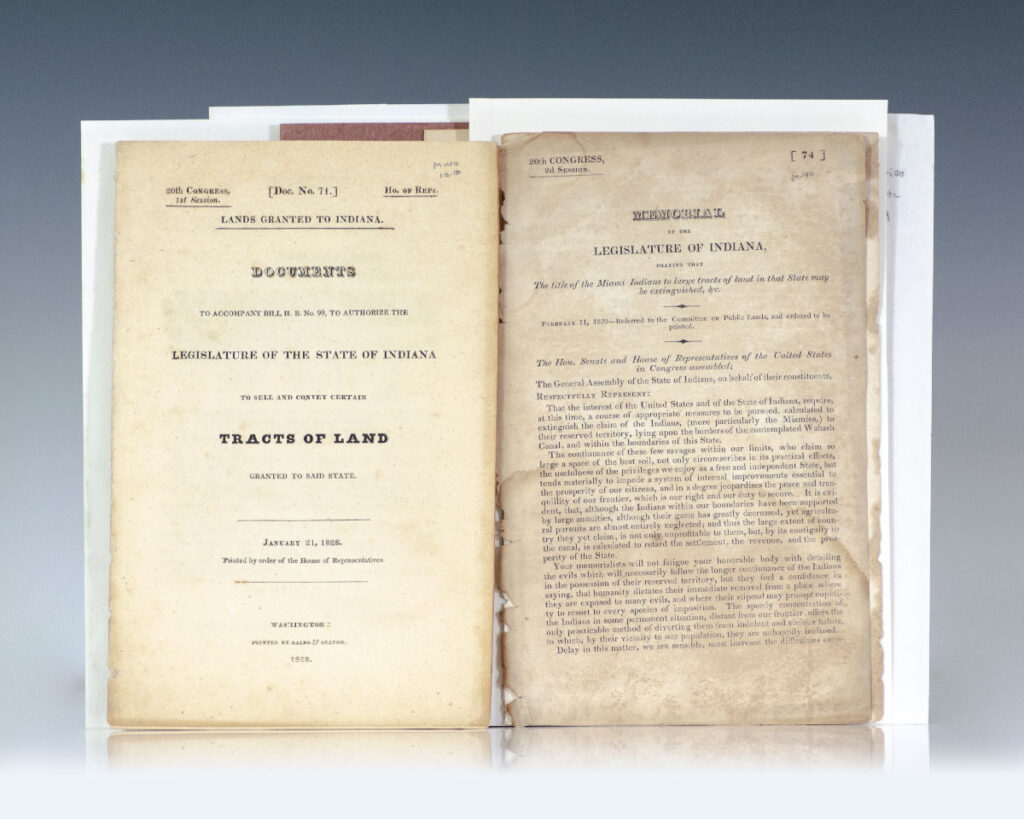 20th Congress,
1st Session.
[Doc. No. 71.]
Ho. of Reps.
LANDS GRANTED TO INDIANA.
DOCUMENTS
TO ACCOMPANY BILL H. R. No. 99, TO AUTHORIZE THE
LEGISLATURE OF THE STATE OF INDIANA
TO SELL AND CONVEY CERTAIN
TRACTS OF LAND
GRANTED TO SAID STATE.
January 21, 1828.
Printed by order of the House of Representatives.
WASHINGTON:
PRINTED BY GALES & SEATON.
1828.
20th CONGRESS,
2d Session.
[ 74 ]
MEMORIAL
OF THE
LEGISLATURE OF INDIANA,
PRAYING THAT
The title of the Miami Indians to large tracts of land in that State may
be extinguished, &c.
February 11, 1829—Referred to the Committee on Public Lands, and ordered to be
printed.
The Hon. Senate and House of Representatives of the United States
in Congress assembled;
The General Assembly of the State of Indiana, on behalf of their constituents,
Respectfully Represent:
That the interest of the United States and of the State of Indiana, require,
at this time, a course of appropriate measures to be pursued, calculated to
extinguish the claim of the Indians, (more particularly the Miamies,) to
their reserved territory, lying upon the borders of the contemplated Wabash
Canal, and within the boundaries of this State.
The continuance of these few savages within our limits, who claim so
large a space of the best soil, not only circumscribes in its practical effects,
the usefulness of the privileges we enjoy as a free and independent State, but
tends materially to impede a system of internal improvements essential to
the prosperity of our citizens, and in a degree jeopardises the peace and tran-
quillity of our frontier, which is our right and our duty to secure. It is evi-
dent, that, although the Indians within our boundaries have been supported
by large annuities, although their game has greatly decreased, yet agricultu-
ral pursuits are almost entirely neglected; and thus the large extent of coun-
try they yet claim, is not only unprofitable to them, but, by its contiguity to
the canal, is calculated to retard the settlement, the revenue, and the pros-
perity of the State.
Your memorialists will not fatigue your honorable body with detailing
the evils which will necessarily follow the longer continuance of the Indians
in the possession of their reserved territory, but they feel a confidence in
saying, that humanity dictates their immediate removal from a place where
they are exposed to many evils, and where their stipend may prompt cupidi-
ty to resort to every species of imposition. The speedy concentration of
the Indians in some permanent situation, distant from our frontier, offers the
only practicable method of diverting them from indolent and vicious habits,
to which, by their vicinity to our population, they are unhappily inclined.
Delay in this matter, we are sensible, must increase the difficulties